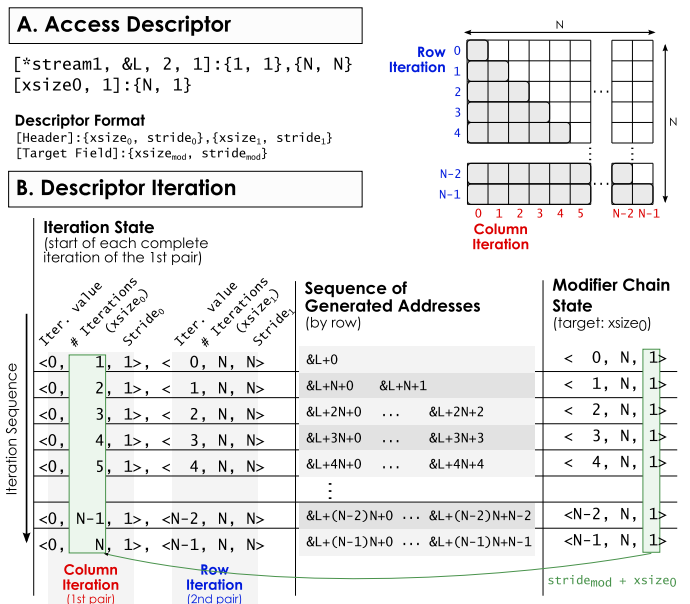 A. Access Descriptor
[*stream1, &L, 2, 1]:{1, 1},{N, N}
[xsize0, 1]:{N, 1}
Descriptor Format
[Header]:{xsize0, stride0},{xsize1, stride1}
[Target Field]:{xsizemod, stridemod}
N
Row
Iteration
0
1
2
3
4
N-2
N-1
...
N
0 1 2 3 4 5 N-2 N-1
Column
Iteration
B. Descriptor Iteration
Iteration State
(start of each complete
iteration of the 1st pair)
Iter. value
# Iterations
(xsize0)
Stride0
Iter. value
# Iterations
(xsize1)
Stride1
Sequence of
Generated Addresses
(by row)
Modifier Chain
State
(target: xsize0)
Iteration Sequence
<0, 1, 1>, < 0, N, N> &L+0 < 0, N, 1>
<0, 2, 1>, < 1, N, N> &L+N+0 &L+N+1 < 1, N, 1>
<0, 3, 1>, < 2, N, N> &L+2N+0 ... &L+2N+2 < 2, N, 1>
<0, 4, 1>, < 3, N, N> &L+3N+0 ... &L+3N+3 < 3, N, 1>
<0, 5, 1>, < 4, N, N> &L+4N+0 ... &L+4N+4 < 4, N, 1>
<0, N-1, 1>, <N-2, N, N> &L+(N-2)N+0 ... &L+(N-2)N+N-2 <N-2, N, 1>
<0, N, 1>, <N-1, N, N> &L+(N-1)N+0 ... &L+(N-1)N+N-1 <N-1, N, 1>
Column
Iteration
(1st pair)
Row
Iteration
(2nd pair)
stridemod + xsize0